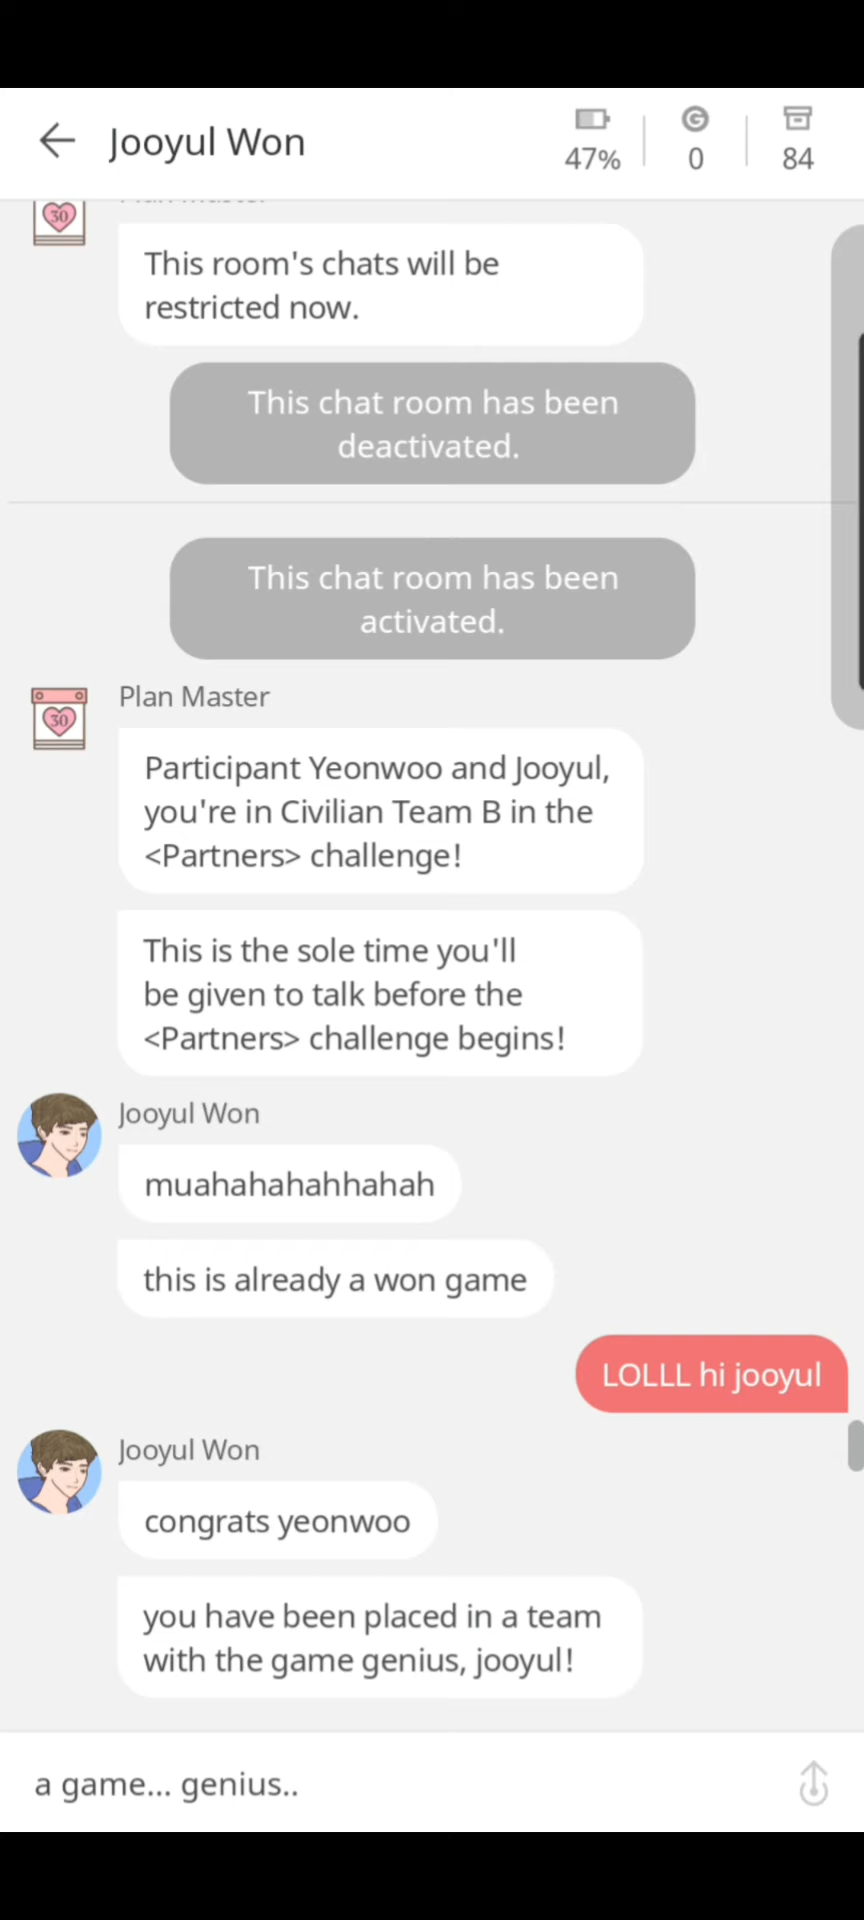 Jooyul Won
47%
0
84
30
This room's chats will be
restricted now.
This chat room has been
deactivated.
This chat room has been
activated.
Plan Master
30
Participant Yeonwoo and Jooyul,
you're in Civilian Team B in the
<Partners> challenge!
This is the sole time you'll
be given to talk before the
<Partners> challenge begins!
Jooyul Won
muahahahahhahah
this is already a won game
LOLLL hi jooyul
Jooyul Won
congrats yeonwoo
you have been placed in a team
with the game genius, jooyul!
a game... genius..